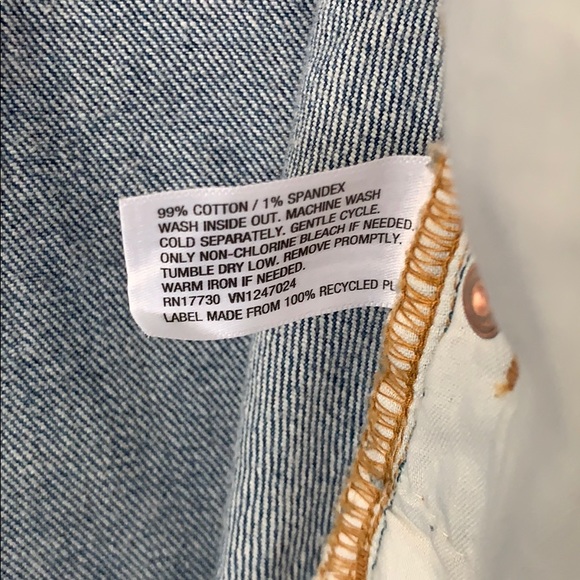 99% COTTON / 1% SPANDEX
WASH INSIDE OUT. MACHINE WASH
COLD SEPARATELY. GENTLE CYCLE.
ONLY NON-CHLORINE BLEACH IF NEEDED.
TUMBLE DRY LOW. REMOVE PROMPTLY.
WARM IRON IF NEEDED.
RN17730 VN1247024
LABEL MADE FROM 100% RECYCLED PL